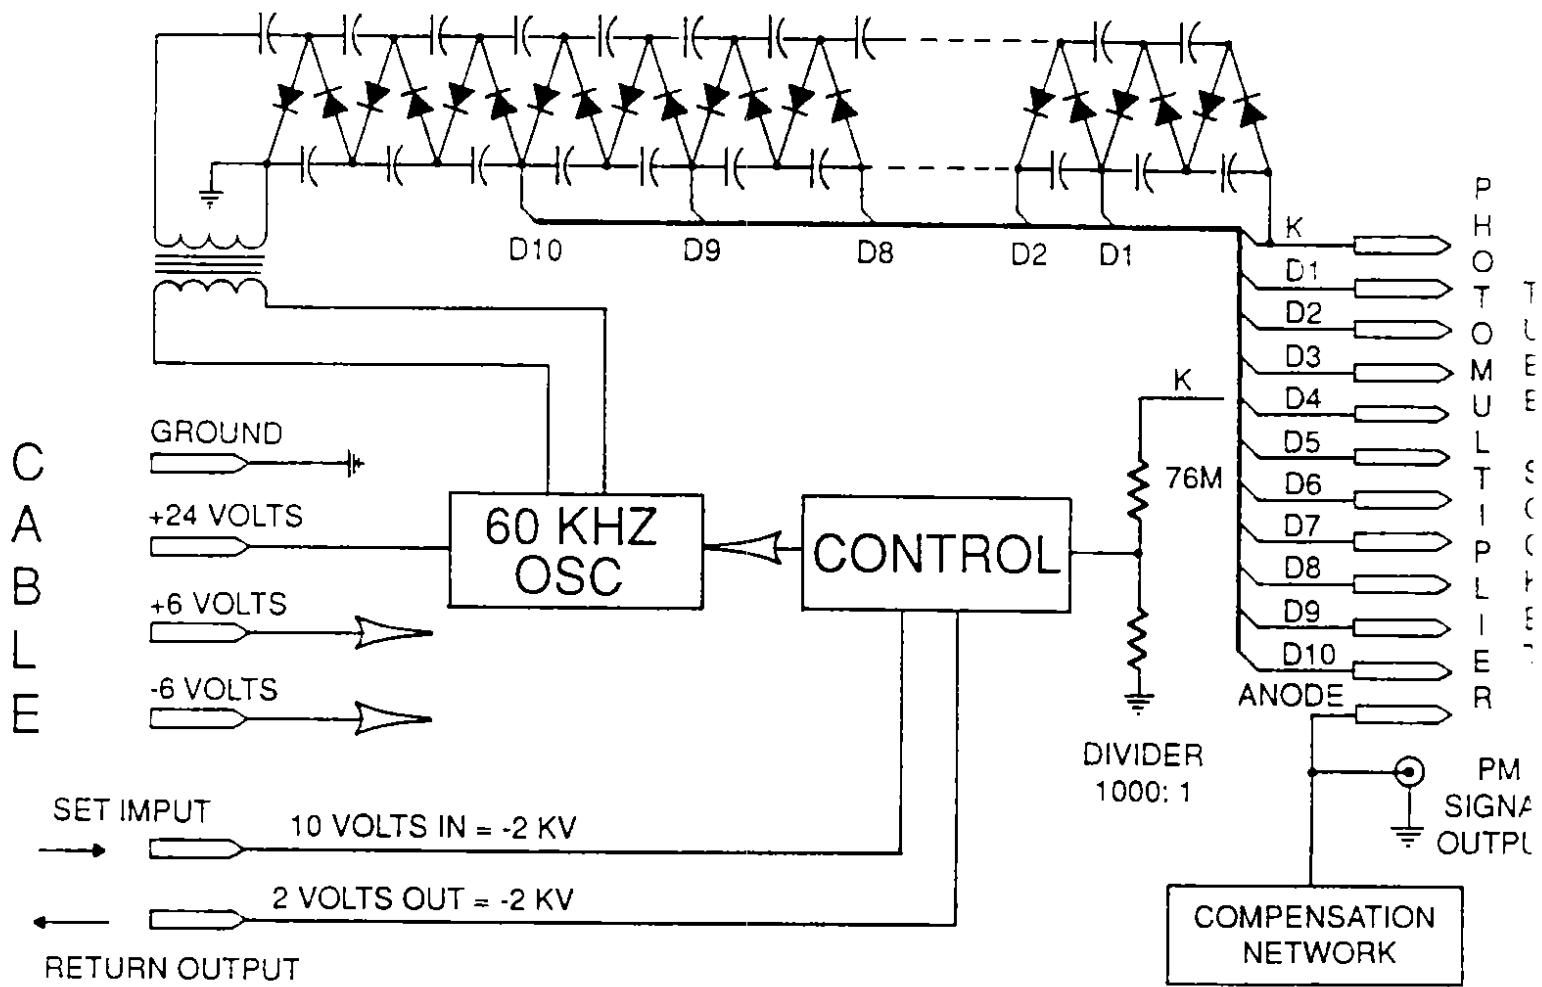 D10
D9
D8
D2
D1
K
D1
D2
D3
D4
D5
D6
D7
D8
D9
D10
ANODE
PHOTOMULTIPLIER
K
76M
GROUND
+24 VOLTS
+6 VOLTS
-6 VOLTS
CABLE
60 KHZ
OSC
CONTROL
DIVIDER
1000: 1
SET IMPUT
10 VOLTS IN = -2 KV
2 VOLTS OUT = -2 KV
RETURN OUTPUT
PM
COMPENSATION
NETWORK